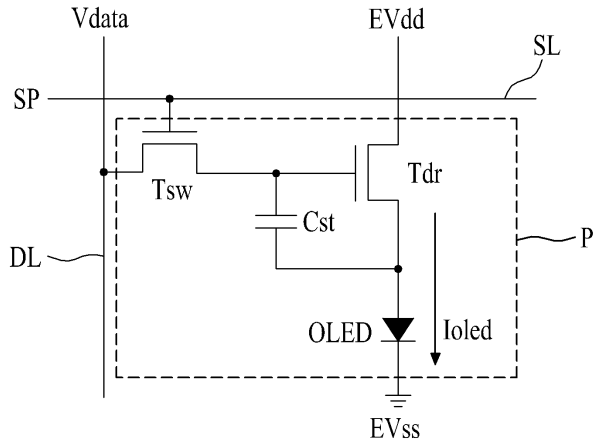 Vdata
EVdd
SL
SP
Tsw
Tdr
Cst
DL
P
OLED
Ioled
EVss